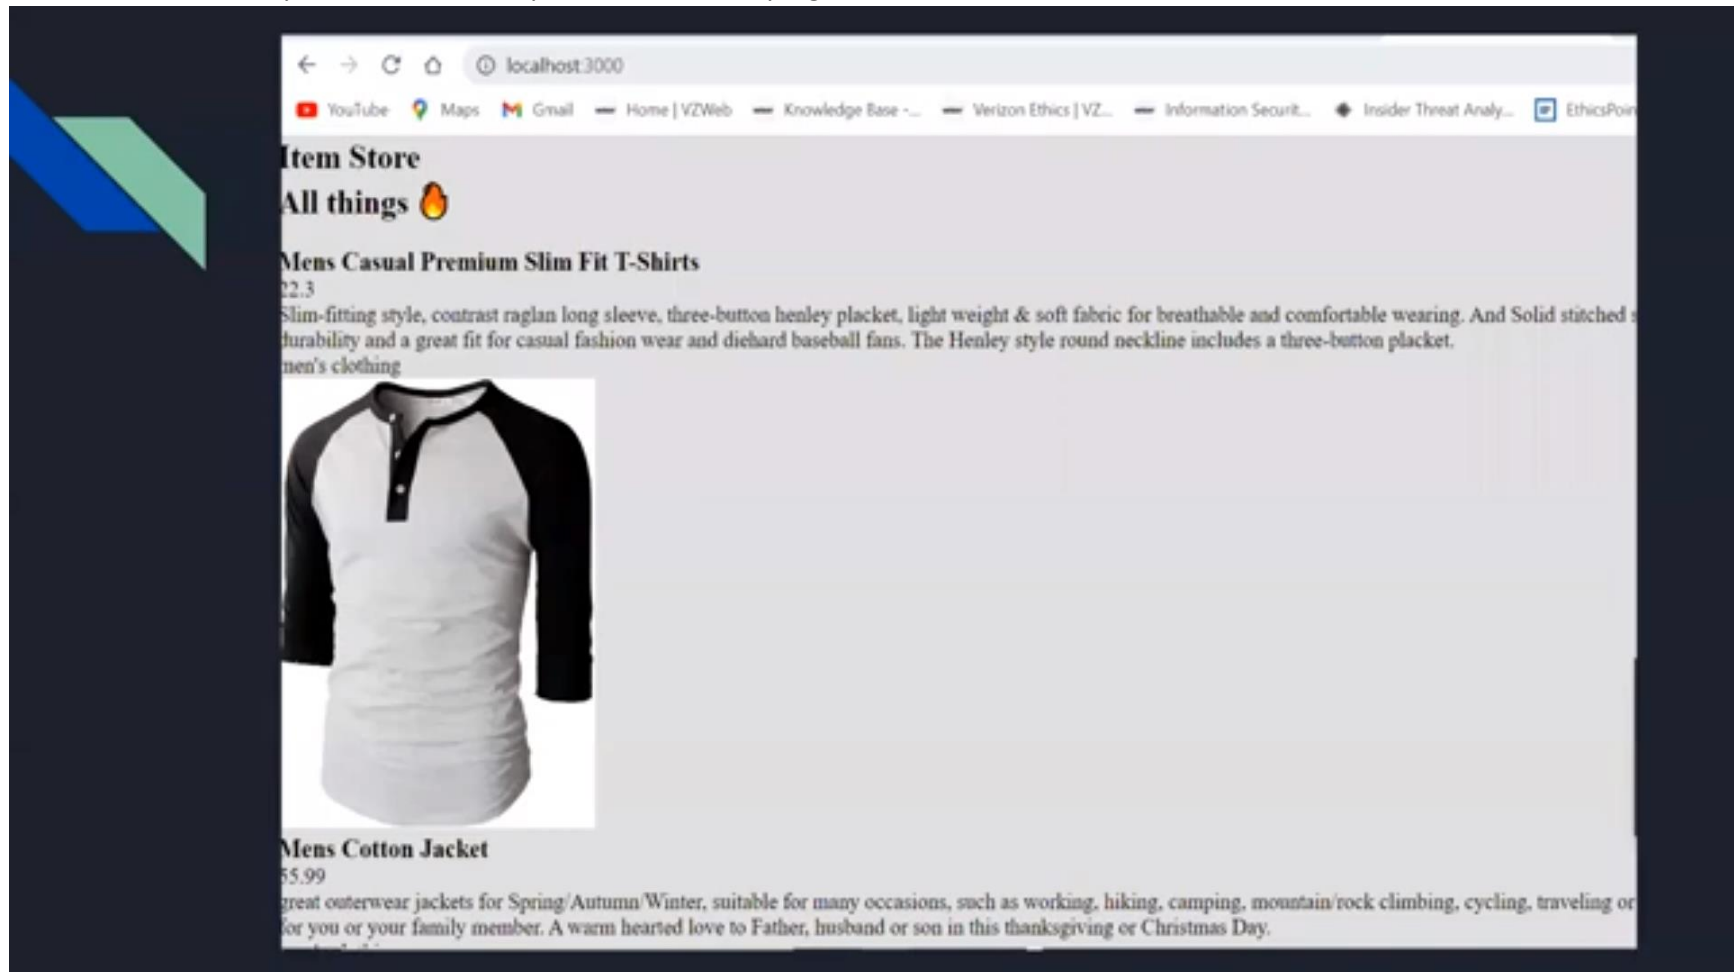 localhost:3000
YouTube Maps Gmail Home | VZWeb Knowledge Base -... Verizon Ethics | VZ... Information Securit... Insider Threat Analy... EthicsPoin
Item Store
All things 🔥
Mens Casual Premium Slim Fit T-Shirts
22.3
Slim-fitting style, contrast raglan long sleeve, three-button henley placket, light weight & soft fabric for breathable and comfortable wearing. And Solid stitched
durability and a great fit for casual fashion wear and diehard baseball fans. The Henley style round neckline includes a three-button placket.
men's clothing
Mens Cotton Jacket
55.99
great outerwear jackets for Spring/Autumn/Winter, suitable for many occasions, such as working, hiking, camping, mountain/rock climbing, cycling, traveling or
for you or your family member. A warm hearted love to Father, husband or son in this thanksgiving or Christmas Day.